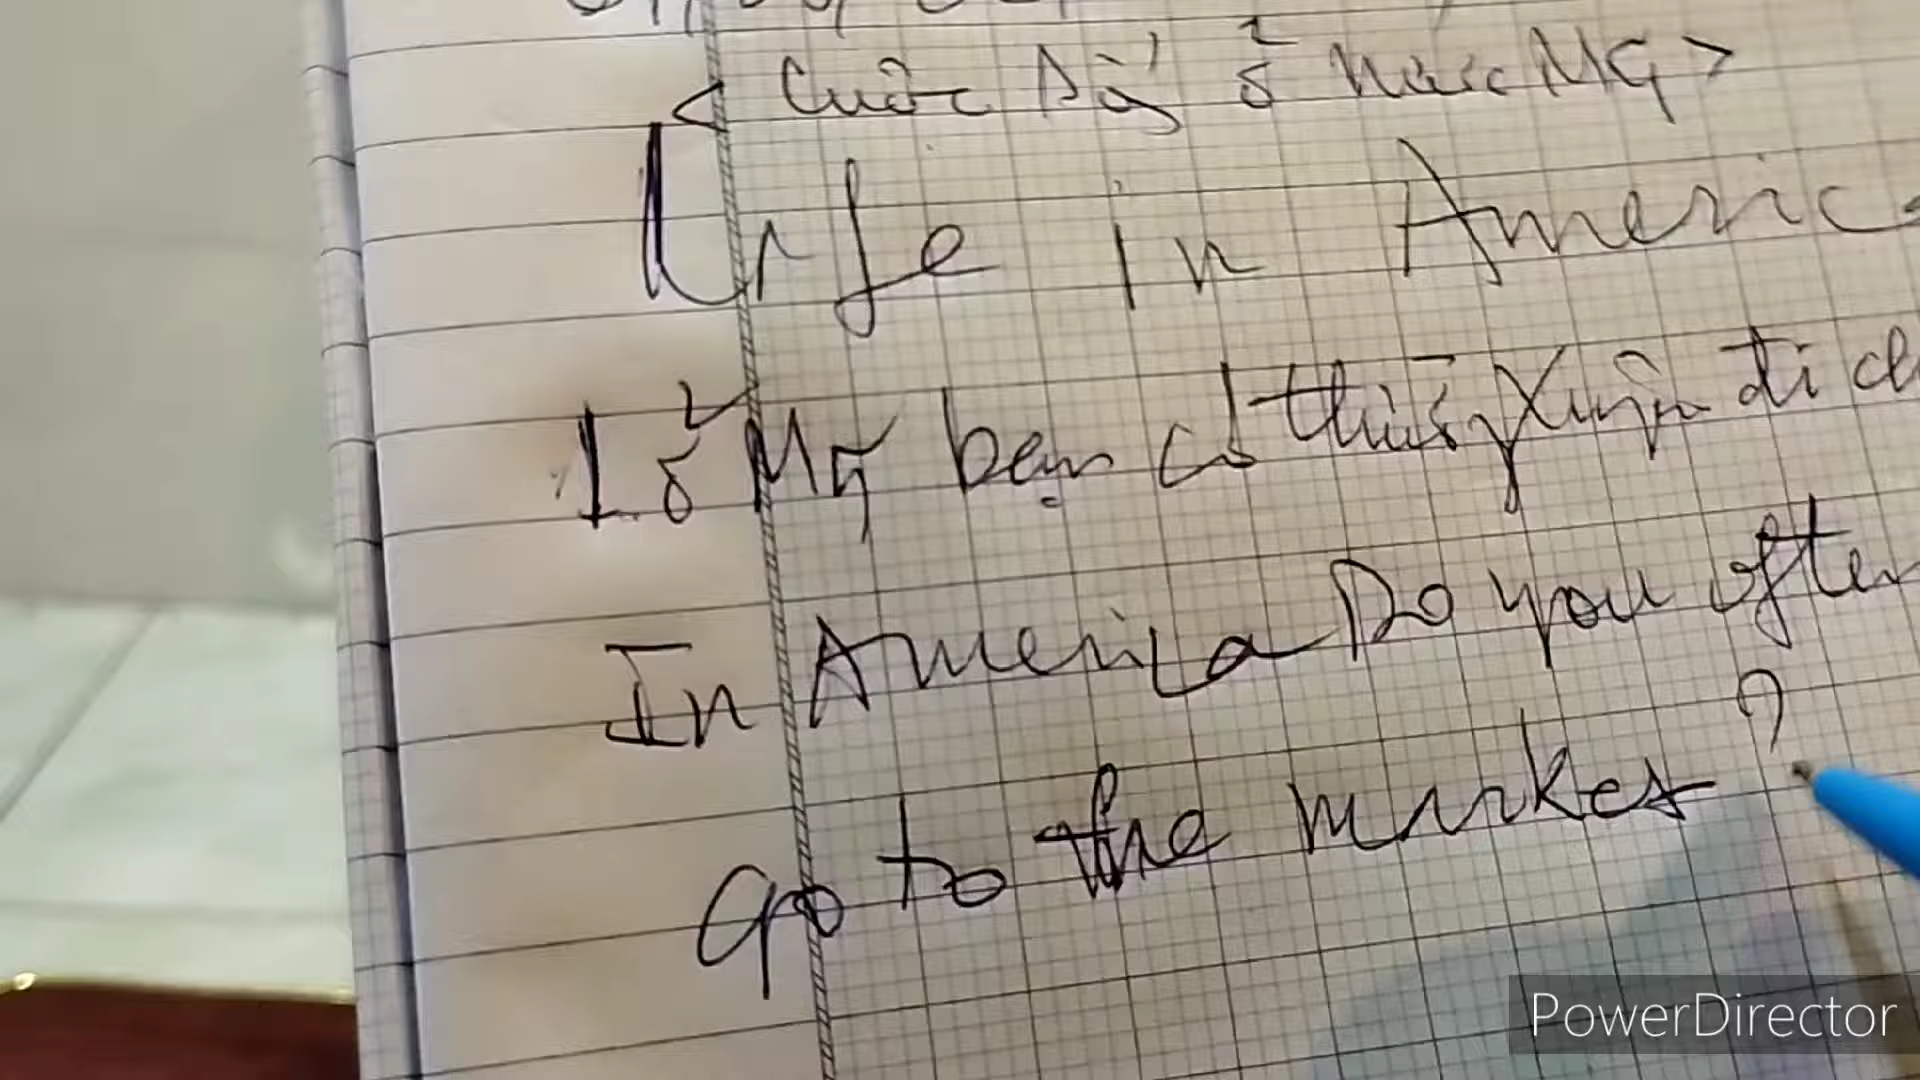 < Cuộc sống ở nước Mỹ >
Life in America
1 ở Mỹ bạn có thường xuyên đi
In America Do you often
go to the market ?
PowerDirector